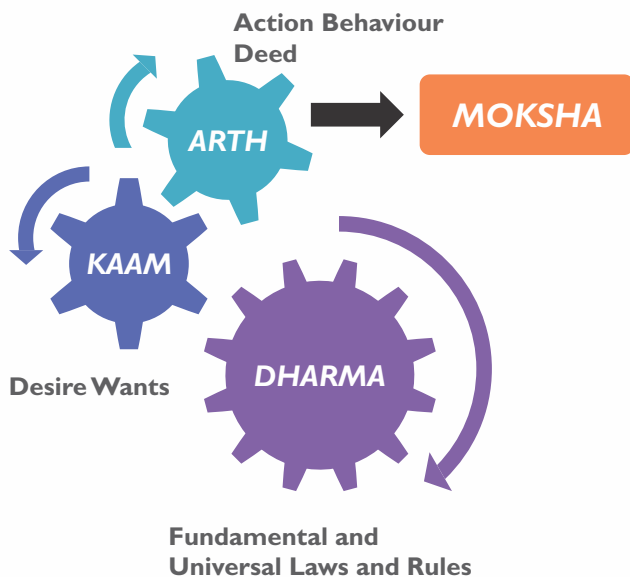 Action Behaviour
Deed
ARTH
MOKSHA
KAAM
Desire Wants
DHARMA
Fundamental and
Universal Laws and Rules